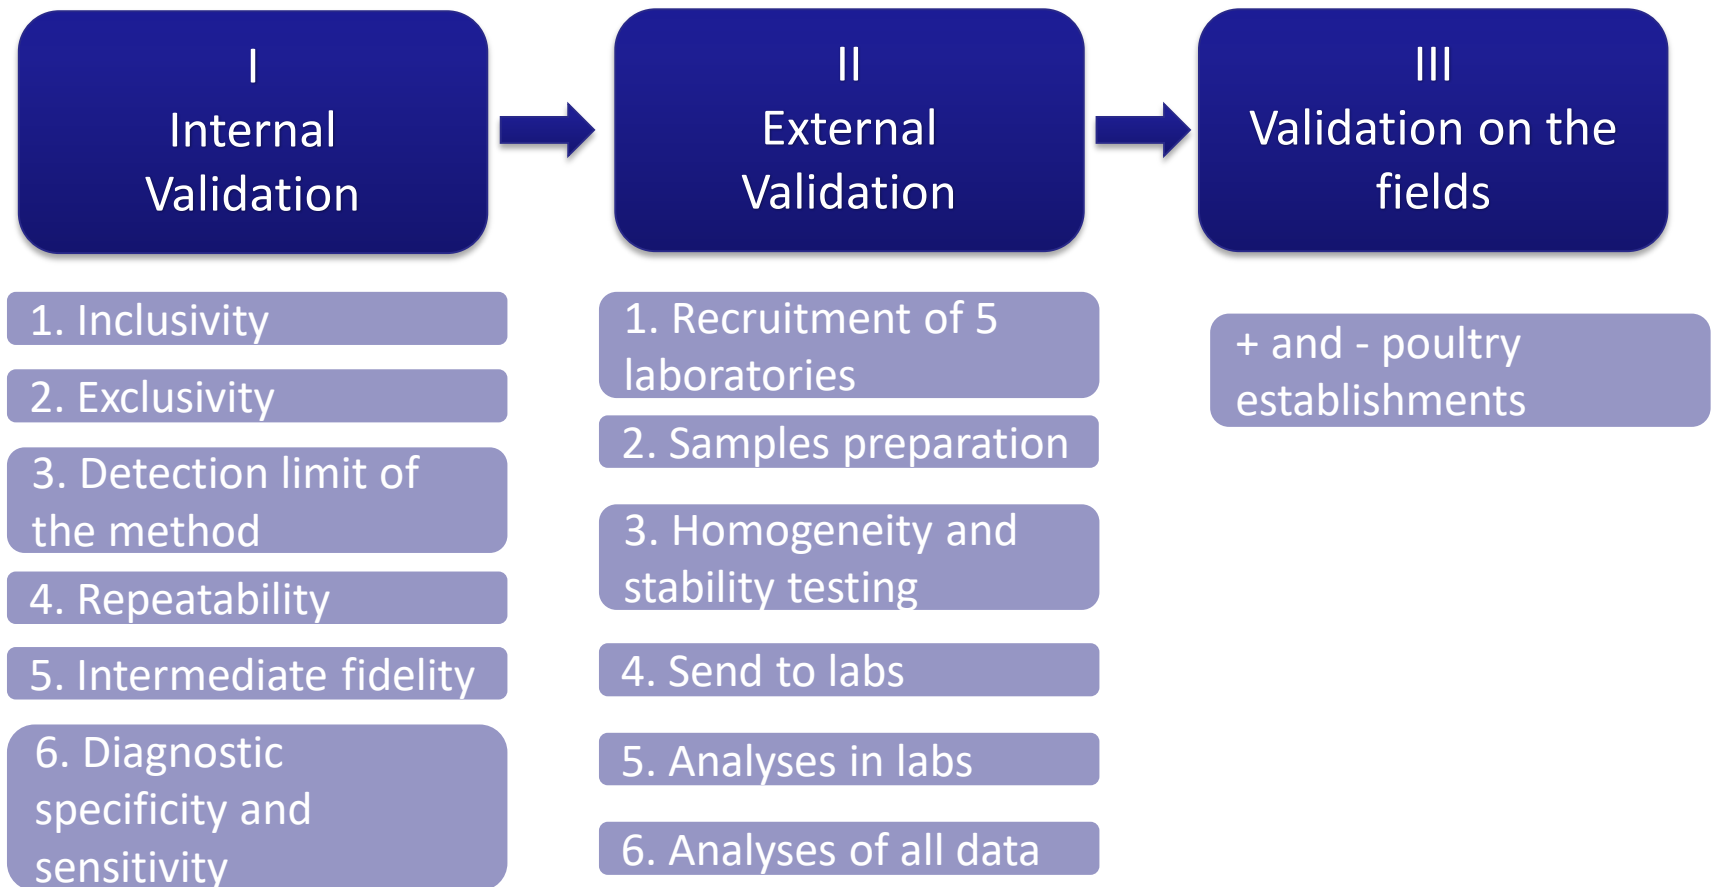 I
Internal
Validation
II
External
Validation
III
Validation on the
fields
1. Inclusivity
2. Exclusivity
3. Detection limit of
the method
4. Repeatability
5. Intermediate fidelity
6. Diagnostic
specificity and
sensitivity
1. Recruitment of 5
laboratories
2. Samples preparation
3. Homogeneity and
stability testing
4. Send to labs
5. Analyses in labs
6. Analyses of all data
+ and - poultry
establishments